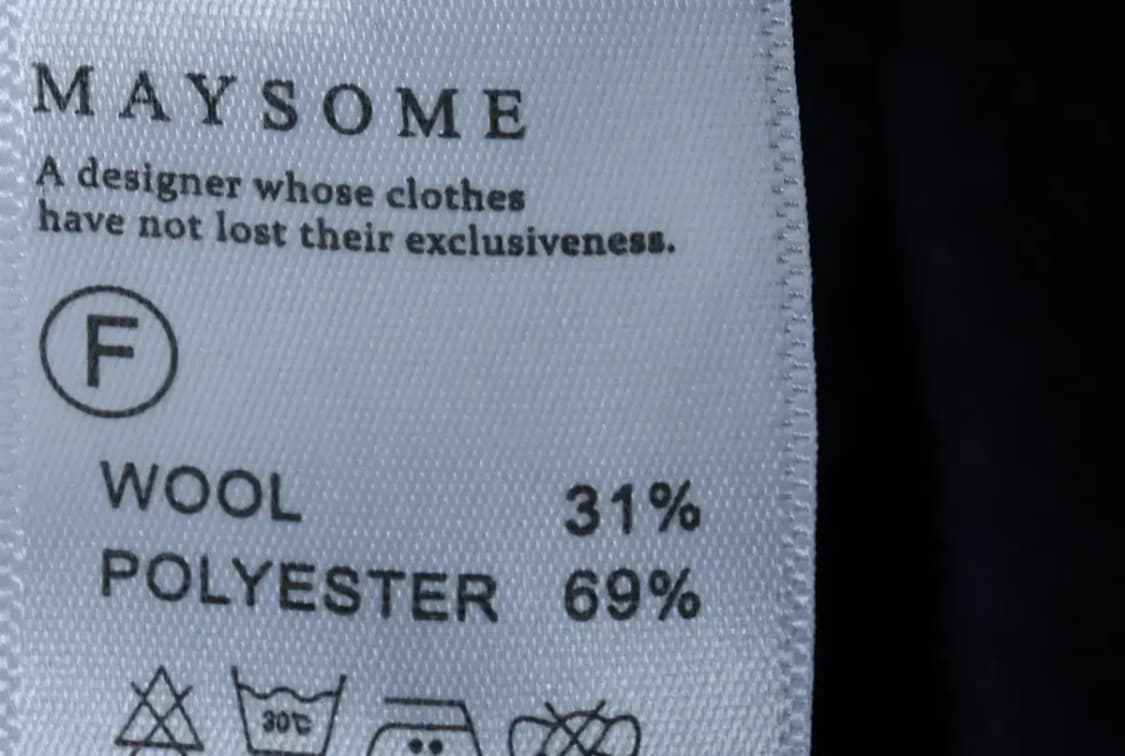 MAYSOME
A designer whose clothes
have not lost their exclusiveness.
F
WOOL 31%
POLYESTER 69%
30℃